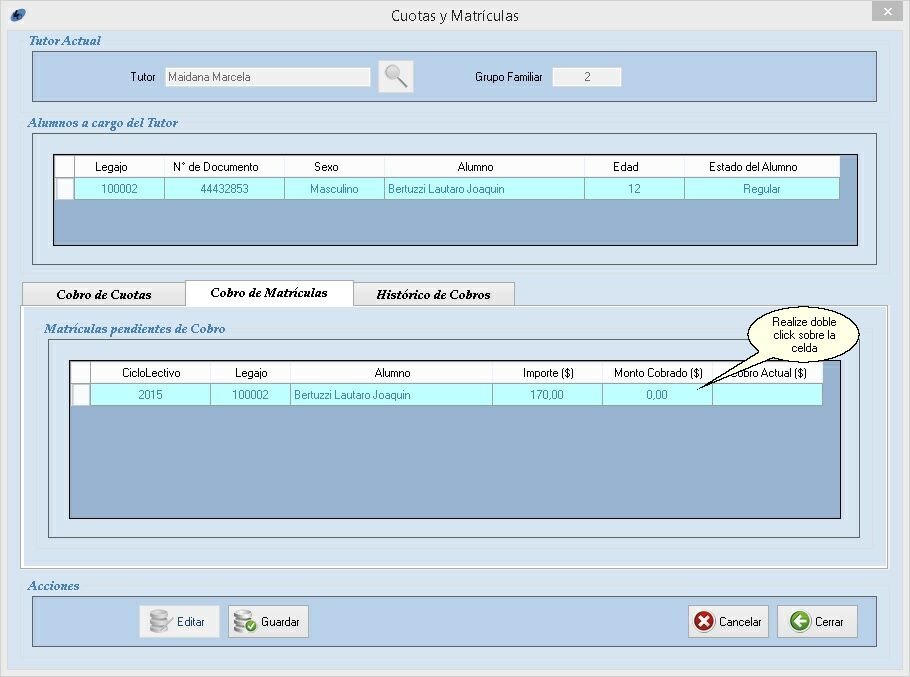 Cuotas y Matrículas
Tutor Actual
Tutor Maidana Marcela Grupo Familiar 2
Alumnos a cargo del Tutor
Legajo N° de Documento Sexo Alumno Edad Estado del Alumno
100002 44432853 Masculino Bertuzzi Lautaro Joaquin 12 Regular
Cobro de Cuotas Cobro de Matrículas Histórico de Cobros
Matrículas pendientes de Cobro
Realize doble
click sobre la
celda
CicloLectivo Legajo Alumno Importe ($) Monto Cobrado ($) obro Actual ($)
2015 100002 Bertuzzi Lautaro Joaquin 170,00 0,00
Acciones
Editar Guardar Cancelar Cerrar